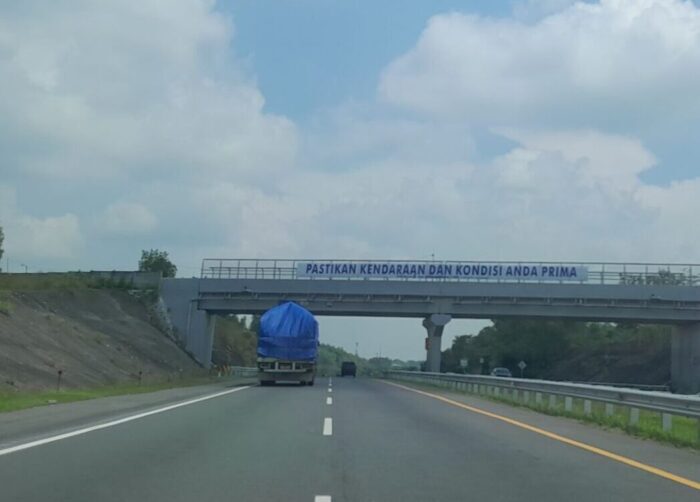 PASTIKAN KENDARAAN DAN KONDISI ANDA PRIMA